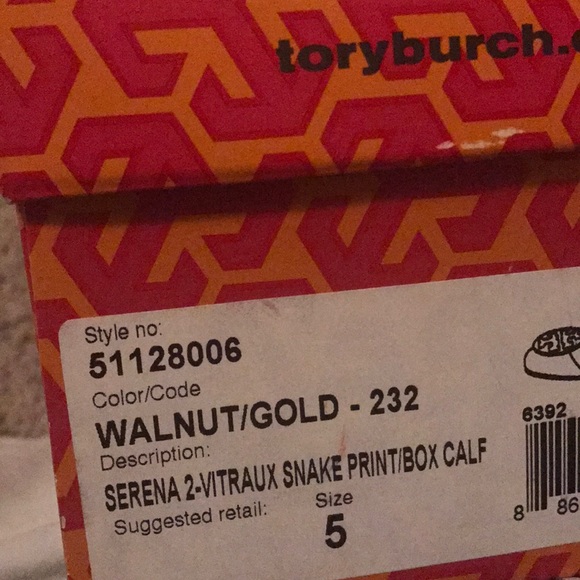 toryburch.
Style no:
51128006
Color/Code
WALNUT/GOLD - 232
Description:
SERENA 2-VITRAUX SNAKE PRINT/BOX CALF
Suggested retail:
Size
5
6392
8 86